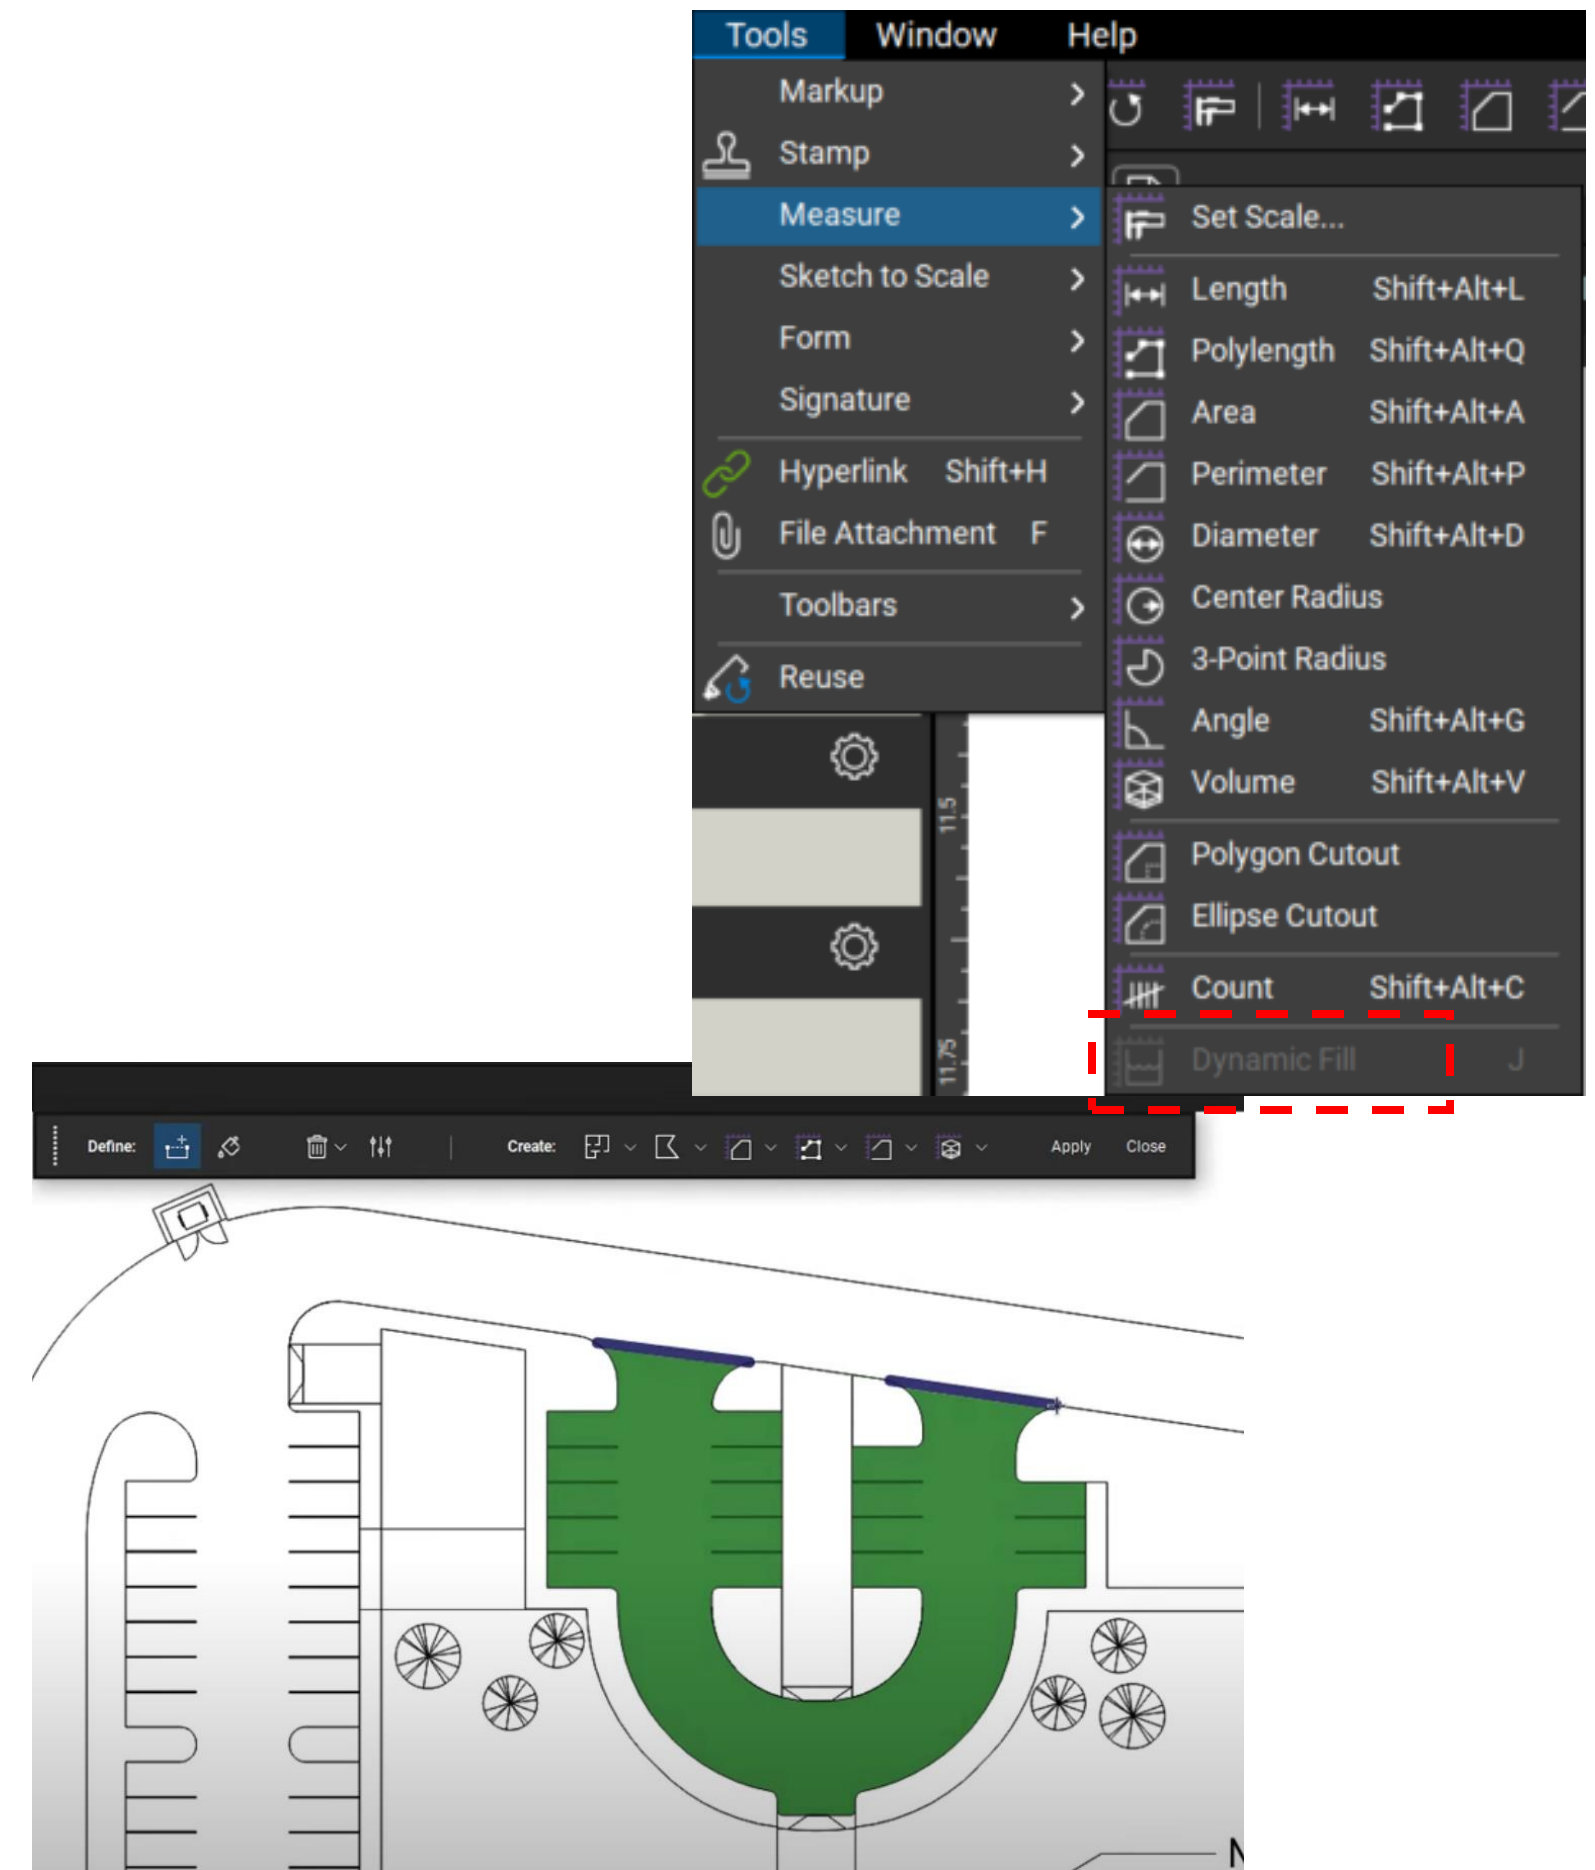 Tools Window Help
Markup
Stamp
Measure
Sketch to Scale
Form
Signature
Hyperlink Shift+H
File Attachment F
Toolbars
Reuse
Set Scale...
Length Shift+Alt+L
Polylength Shift+Alt+Q
Area Shift+Alt+A
Perimeter Shift+Alt+P
Diameter Shift+Alt+D
Center Radius
3-Point Radius
Angle Shift+Alt+G
Volume Shift+Alt+V
Polygon Cutout
Ellipse Cutout
Count Shift+Alt+C
Dynamic Fill J
11.5
11.75
Define: Create: Apply Close
N